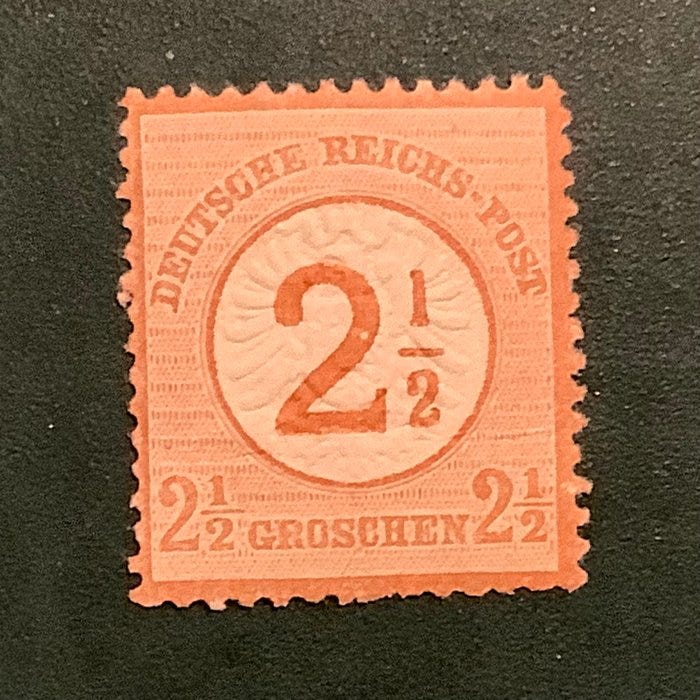 DEUTSCHE REICHS-POST
2 1/2
2 1/2 GROSCHEN 2 1/2